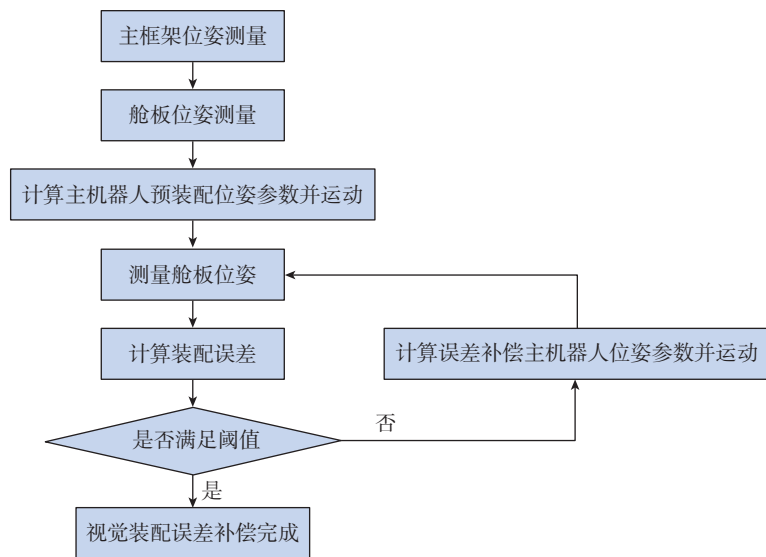 主框架位姿测量
舱板位姿测量
计算主机器人预装配位姿参数并运动
测量舱板位姿
计算装配误差
计算误差补偿主机器人位姿参数并运动
是否满足阈值
否
是
视觉装配误差补偿完成